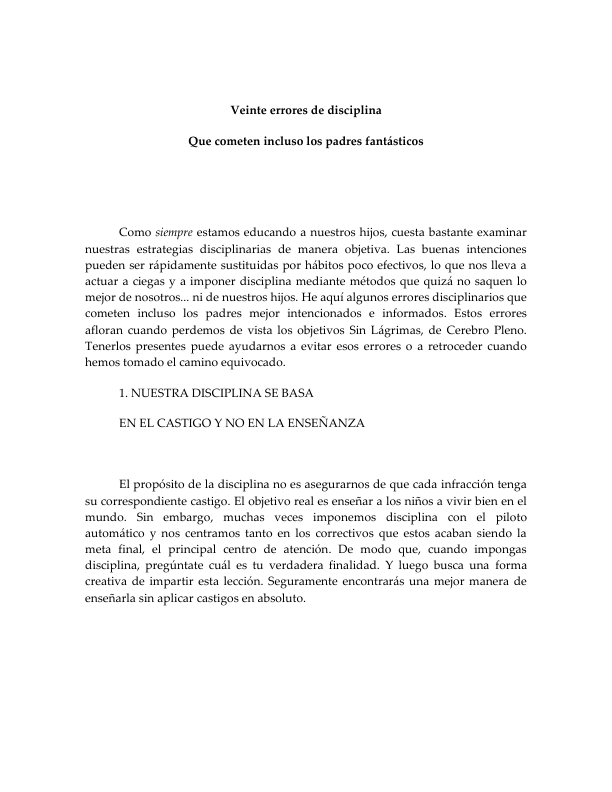 Veinte errores de disciplina
Que cometen incluso los padres fantásticos
Como siempre estamos educando a nuestros hijos, cuesta bastante examinar
nuestras estrategias disciplinarias de manera objetiva. Las buenas intenciones
pueden ser rápidamente sustituidas por hábitos poco efectivos, lo que nos lleva a
actuar a ciegas y a imponer disciplina mediante métodos que quizá no saquen lo
mejor de nosotros... ni de nuestros hijos. He aquí algunos errores disciplinarios que
cometen incluso los padres mejor intencionados e informados. Estos errores
afloran cuando perdemos de vista los objetivos Sin Lágrimas, de Cerebro Pleno.
Tenerlos presentes puede ayudarnos a evitar esos errores o a retroceder cuando
hemos tomado el camino equivocado.
1. NUESTRA DISCIPLINA SE BASA
EN EL CASTIGO Y NO EN LA ENSEÑANZA
El propósito de la disciplina no es asegurarnos de que cada infracción tenga
su correspondiente castigo. El objetivo real es enseñar a los niños a vivir bien en el
mundo. Sin embargo, muchas veces imponemos disciplina con el piloto
automático y nos centramos tanto en los correctivos que estos acaban siendo la
meta final, el principal centro de atención. De modo que, cuando impongas
disciplina, pregúntate cuál es tu verdadera finalidad. Y luego busca una forma
creativa de impartir esta lección. Seguramente encontrarás una mejor manera de
enseñarla sin aplicar castigos en absoluto.